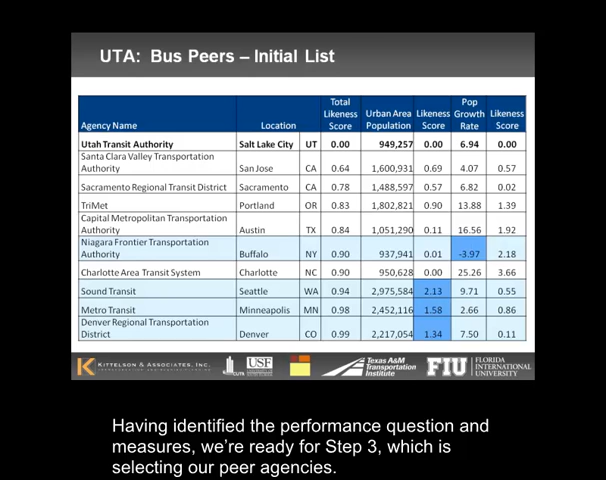 UTA: Bus Peers – Initial List
Agency Name Location Total Likeness Score Urban Area Population Likeness Score Pop Growth Rate Likeness Score
Utah Transit Authority Salt Lake City UT 0.00 949,257 0.00 6.94 0.00
Santa Clara Valley Transportation Authority San Jose CA 0.64 1,600,931 0.69 4.07 0.57
Sacramento Regional Transit District Sacramento CA 0.78 1,488,597 0.57 6.82 0.02
TriMet Portland OR 0.83 1,802,821 0.90 13.88 1.39
Capital Metropolitan Transportation Authority Austin TX 0.84 1,051,290 0.11 16.56 1.92
Niagara Frontier Transportation Authority Buffalo NY 0.90 937,941 0.01 -3.97 2.18
Charlotte Area Transit System Charlotte NC 0.90 950,628 0.00 25.26 3.66
Sound Transit Seattle WA 0.94 2,975,584 2.13 9.71 0.55
Metro Transit Minneapolis MN 0.98 2,452,116 1.58 2.66 0.86
Denver Regional Transportation District Denver CO 0.99 2,217,054 1.34 7.50 0.11
KITTELSON & ASSOCIATES, INC.
CUTR
USF
Texas A&M
Transportation
Institute
FIU
FLORIDA
INTERNATIONAL
UNIVERSITY
Having identified the performance question and
measures, we're ready for Step 3, which is
selecting our peer agencies.